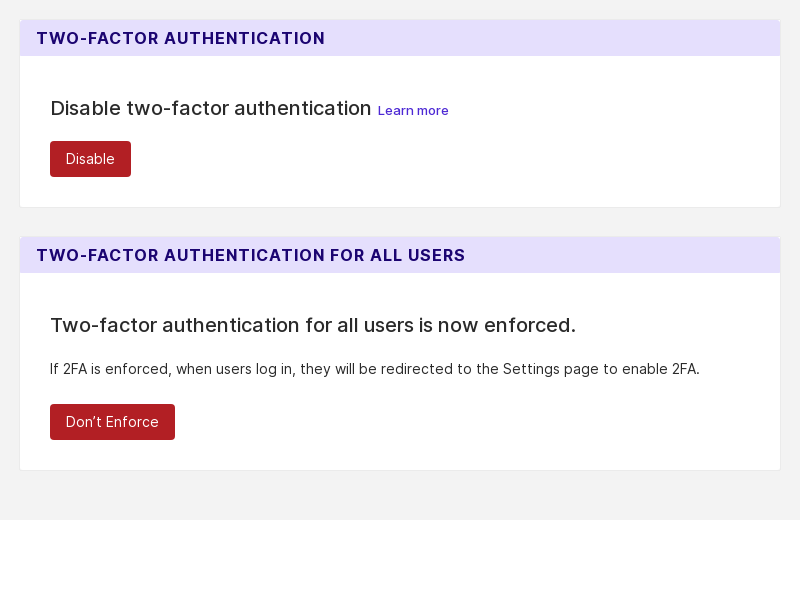 TWO-FACTOR AUTHENTICATION
Disable two-factor authentication Learn more
Disable
TWO-FACTOR AUTHENTICATION FOR ALL USERS
Two-factor authentication for all users is now enforced.
If 2FA is enforced, when users log in, they will be redirected to the Settings page to enable 2FA.
Don’t Enforce